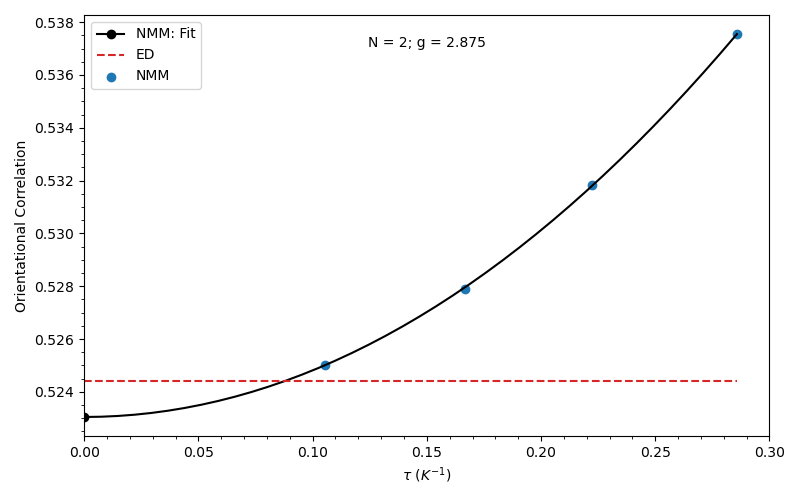 NMM: Fit
ED
NMM
N = 2; g = 2.875
Orientational Correlation
0.538
0.536
0.534
0.532
0.530
0.528
0.526
0.524
0.00 0.05 0.10 0.15 0.20 0.25 0.30
τ (K⁻¹)